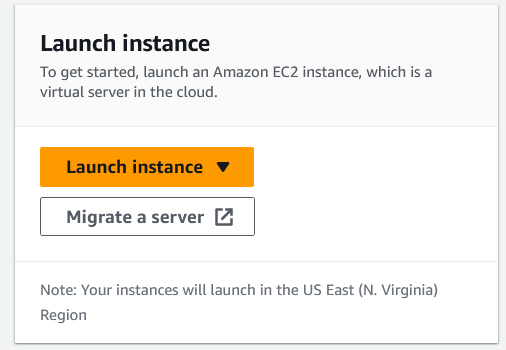 Launch instance
To get started, launch an Amazon EC2 instance, which is a
virtual server in the cloud.
Launch instance
Migrate a server
Note: Your instances will launch in the US East (N. Virginia)
Region